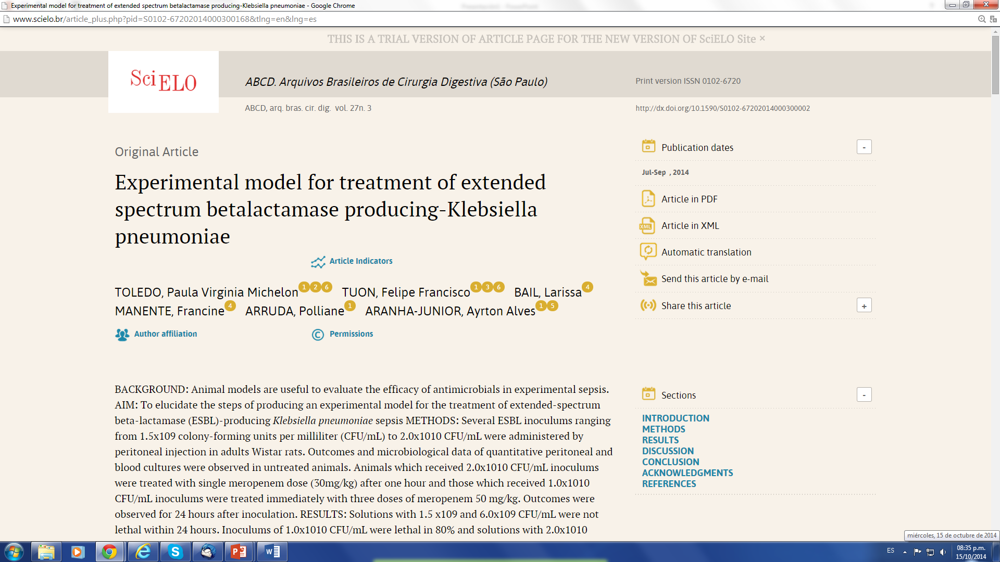 Experimental model for treatment of extended spectrum betalactamase producing-Klebsiella pneumoniae - Google Chrome
www.scielo.br/article_plus.php?pid=S0102-67202014000300168&tlng=en&lng=es
THIS IS A TRIAL VERSION OF ARTICLE PAGE FOR THE NEW VERSION OF SciELO Site ×
SciELO
ABCD. Arquivos Brasileiros de Cirurgia Digestiva (São Paulo)
Print version ISSN 0102-6720
ABCD, arq. bras. cir. dig. vol. 27n. 3
http://dx.doi.org/10.1590/S0102-67202014000300002
Original Article
Experimental model for treatment of extended
spectrum betalactamase producing-Klebsiella
pneumoniae
Article Indicators
TOLEDO, Paula Virginia Michelon 1 2 6 TUON, Felipe Francisco 1 3 6 BAIL, Larissa 4
MANENTE, Francine 4 ARRUDA, Polliane 1 ARANHA-JUNIOR, Ayrton Alves 1 5
Author affiliation
© Permissions
Publication dates -
Jul-Sep , 2014
Article in PDF
XML Article in XML
Automatic translation
Send this article by e-mail
Share this article +
BACKGROUND: Animal models are useful to evaluate the efficacy of antimicrobials in experimental sepsis.
AIM: To elucidate the steps of producing an experimental model for the treatment of extended-spectrum
beta-lactamase (ESBL)-producing Klebsiella pneumoniae sepsis METHODS: Several ESBL inoculums ranging
from 1.5x109 colony-forming units per milliliter (CFU/mL) to 2.0x1010 CFU/mL were administered by
peritoneal injection in adults Wistar rats. Outcomes and microbiological data of quantitative peritoneal and
blood cultures were observed in untreated animals. Animals which received 2.0x1010 CFU/mL inoculums
were treated with single meropenem dose (30mg/kg) after one hour and those which received 1.0x1010
CFU/mL inoculums were treated immediately with three doses of meropenem 50 mg/kg. Outcomes were
observed for 24 hours after inoculation. RESULTS: Solutions with 1.5 x109 and 6.0x109 CFU/mL were not
lethal within 24 hours. Inoculums of 1.0x1010 CFU/mL were lethal in 80% and solutions with 2.0x1010
Sections -
INTRODUCTION
METHODS
RESULTS
DISCUSSION
CONCLUSION
ACKNOWLEDGMENTS
REFERENCES
miércoles, 15 de octubre de 2014
ES
08:35 p.m.
15/10/2014